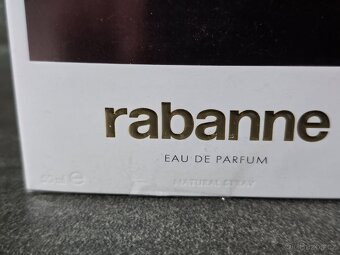 rabanne
EAU DE PARFUM
50ml ℮ NATURAL SPRAY